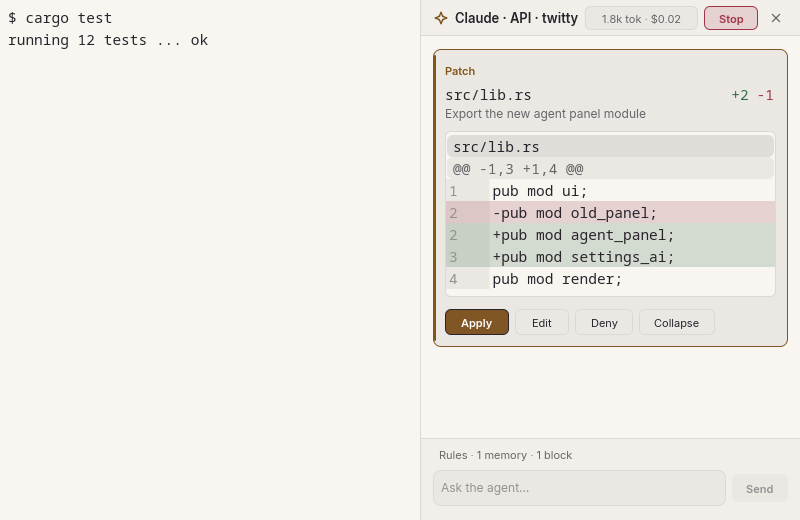 $ cargo test
running 12 tests ... ok
Claude · API · twitty
1.8k tok · $0.02
Stop
✕
Patch
src/lib.rs +2 -1
Export the new agent panel module
src/lib.rs
@@ -1,3 +1,4 @@
1 pub mod ui;
2 -pub mod old_panel;
2 +pub mod agent_panel;
3 +pub mod settings_ai;
4 pub mod render;
Apply
Edit
Deny
Collapse
Rules · 1 memory · 1 block
Ask the agent...
Send